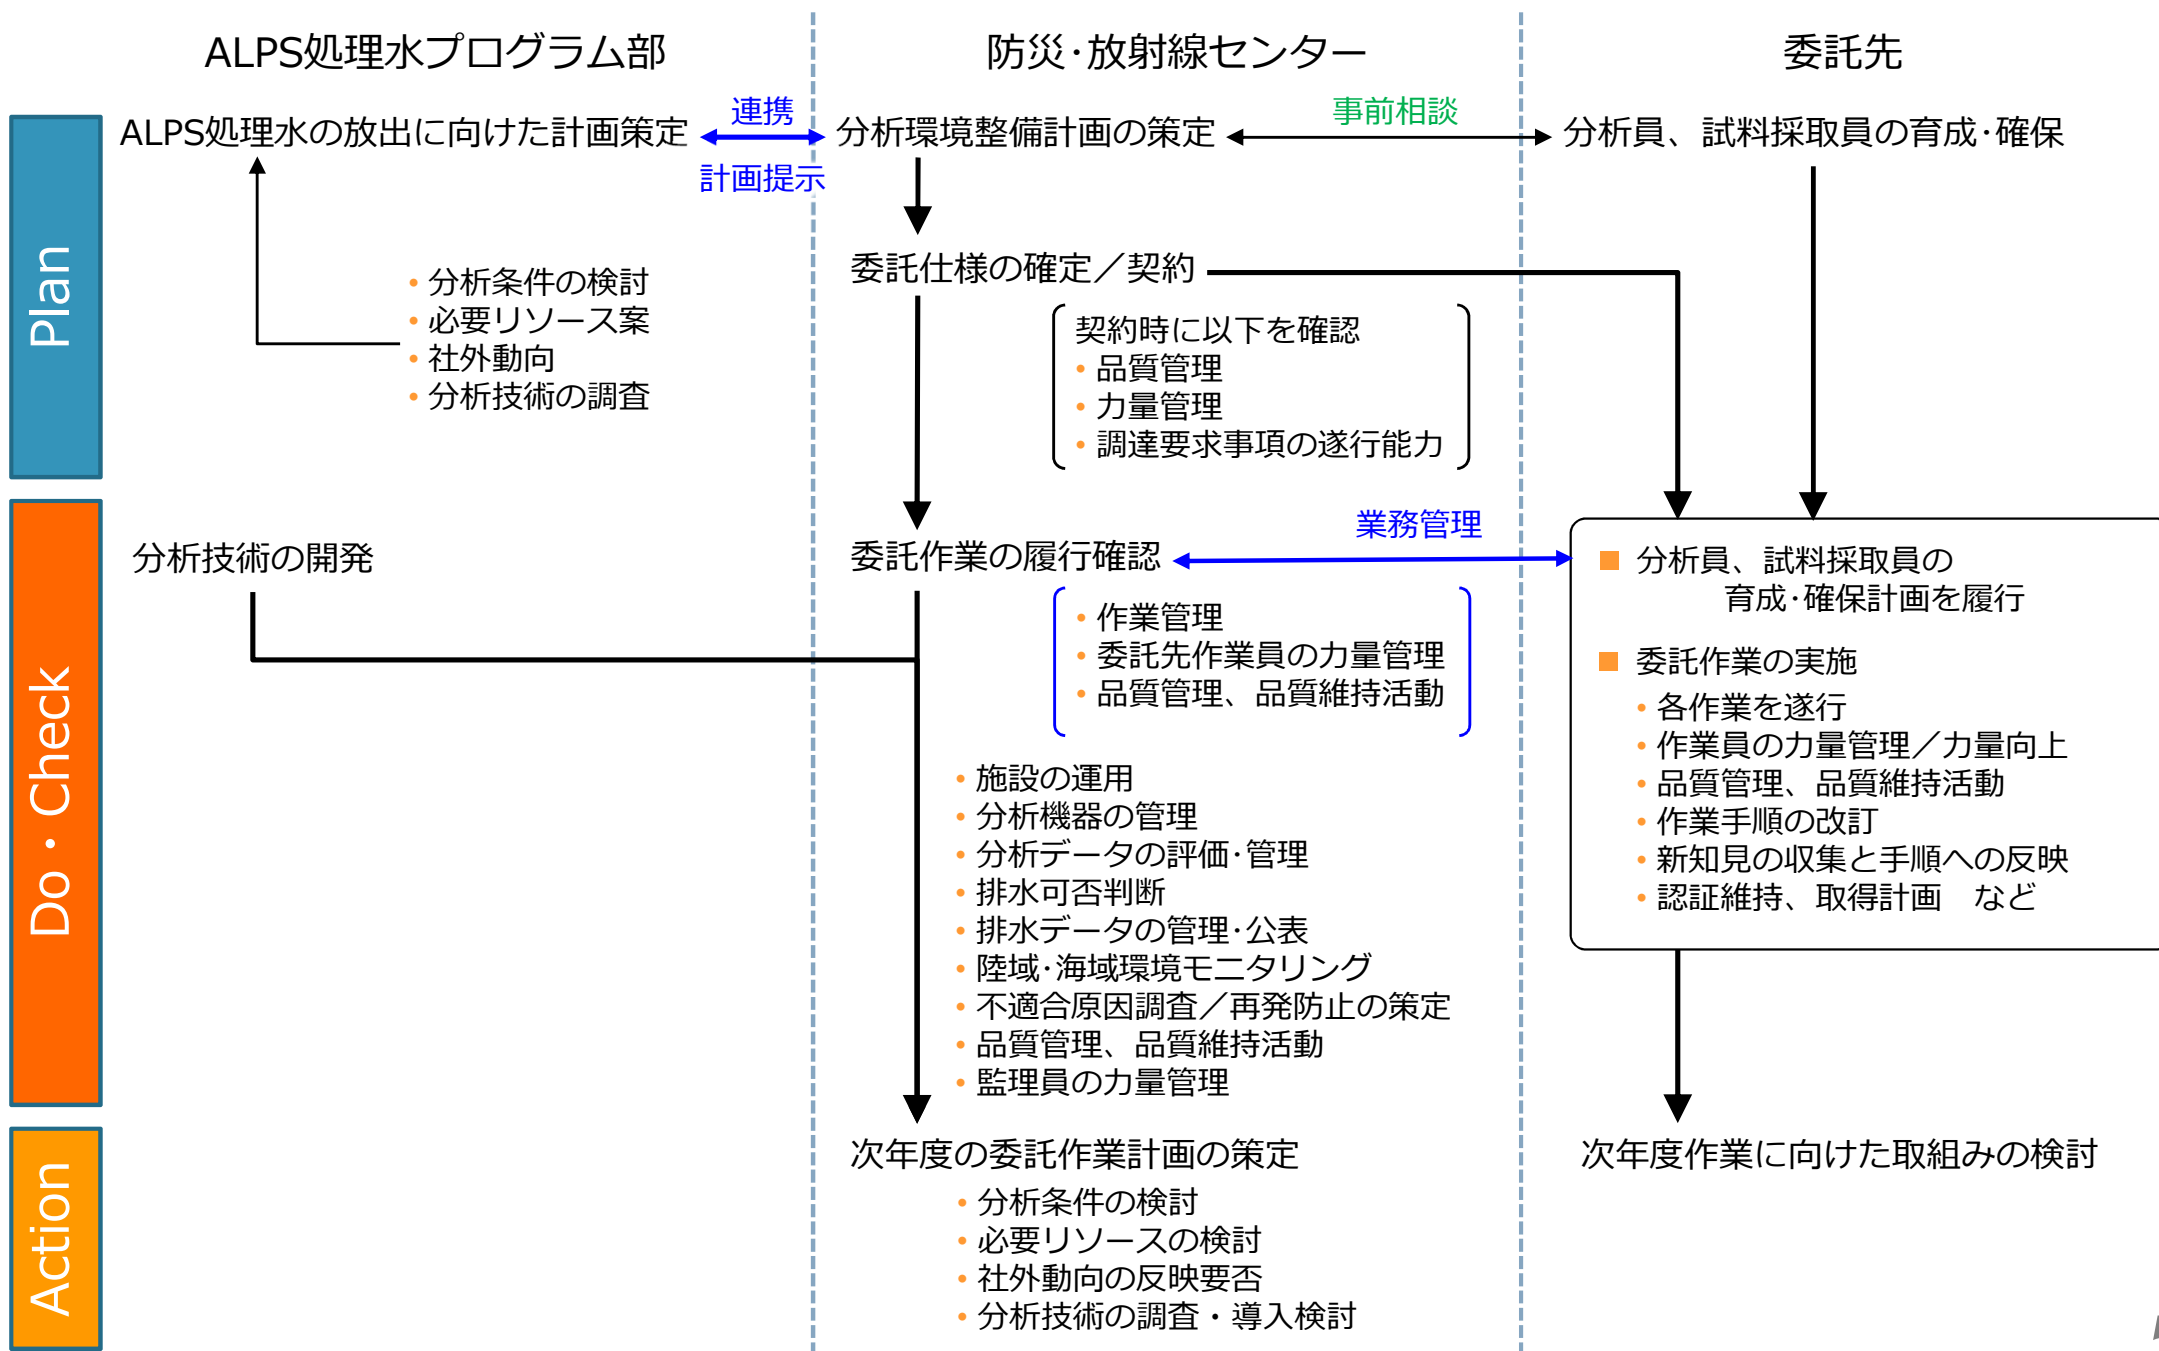 ALPS処理水プログラム部
防災･放射線センター
委託先
Plan
ALPS処理水の放出に向けた計画策定
連携
計画提示
分析環境整備計画の策定
事前相談
分析員、試料採取員の育成･確保
• 分析条件の検討
• 必要リソース案
• 社外動向
• 分析技術の調査
委託仕様の確定／契約
契約時に以下を確認
• 品質管理
• 力量管理
• 調達要求事項の遂行能力
Do・Check
分析技術の開発
委託作業の履行確認
業務管理
• 作業管理
• 委託先作業員の力量管理
• 品質管理、品質維持活動
• 施設の運用
• 分析機器の管理
• 分析データの評価･管理
• 排水可否判断
• 排水データの管理･公表
• 陸域･海域環境モニタリング
• 不適合原因調査／再発防止の策定
• 品質管理、品質維持活動
• 監理員の力量管理
■ 分析員、試料採取員の
育成･確保計画を履行
■ 委託作業の実施
• 各作業を遂行
• 作業員の力量管理／力量向上
• 品質管理、品質維持活動
• 作業手順の改訂
• 新知見の収集と手順への反映
• 認証維持、取得計画　など
Action
次年度の委託作業計画の策定
• 分析条件の検討
• 必要リソースの検討
• 社外動向の反映要否
• 分析技術の調査・導入検討
次年度作業に向けた取組みの検討